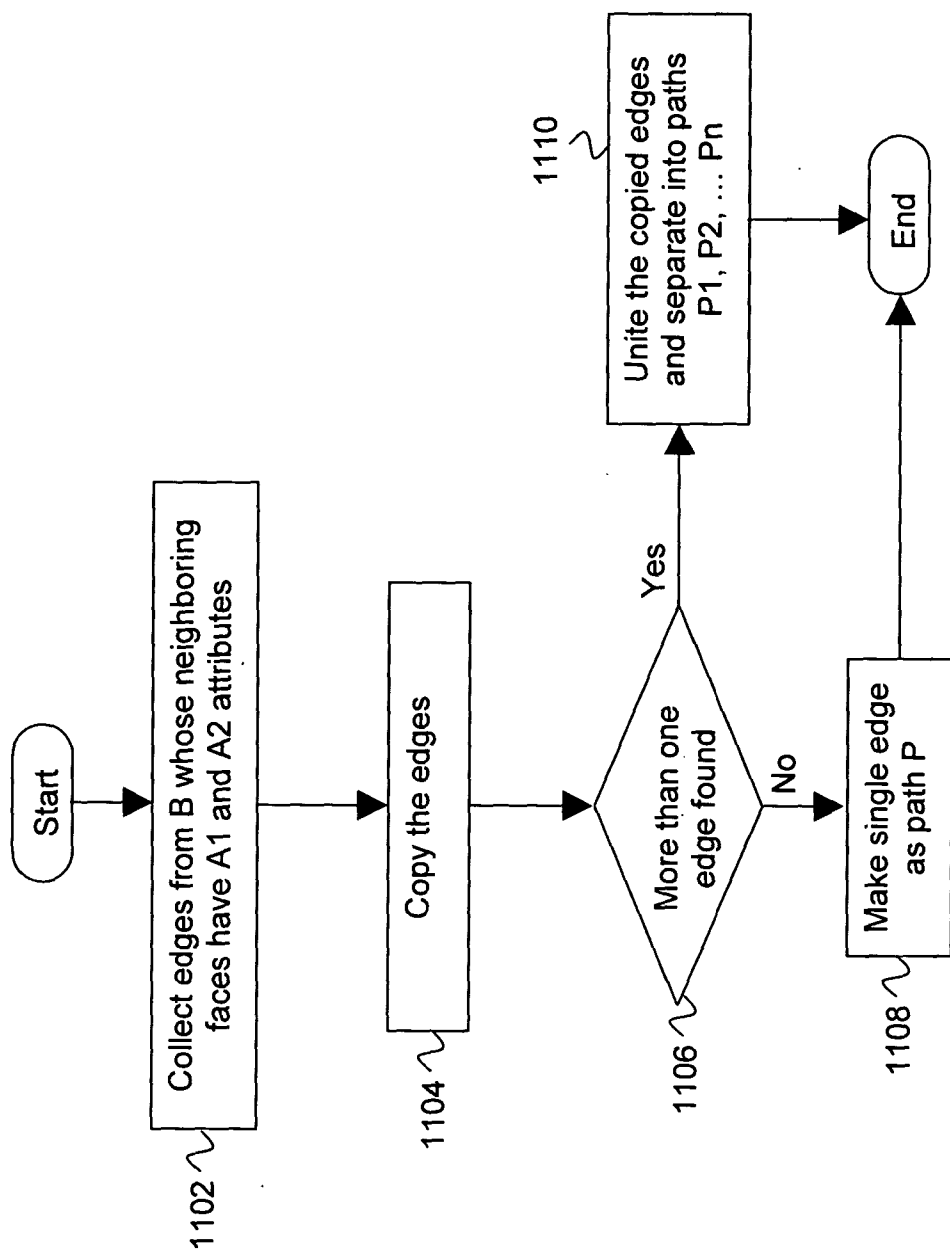 Start
Collect edges from B whose neighboring
faces have A1 and A2 attributes
1102
Copy the edges
1104
More than one
edge found
1106
Yes
No
Unite the copied edges
and separate into paths
P1, P2, ... Pn
1110
Make single edge
as path P
1108
End